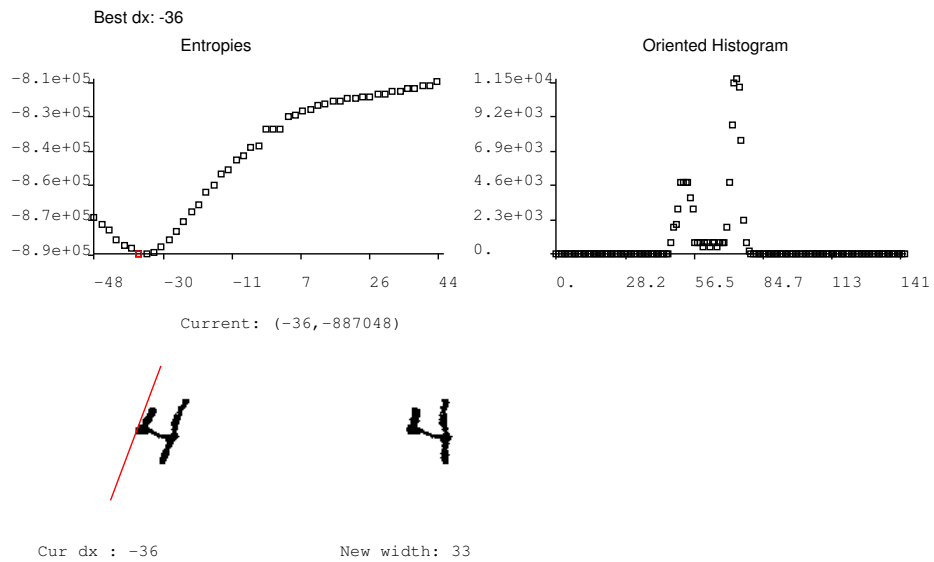 Best dx: -36
Entropies
-8.1e+05
-8.3e+05
-8.4e+05
-8.6e+05
-8.7e+05
-8.9e+05
-48 -30 -11 7 26 44
Oriented Histogram
1.15e+04
9.2e+03
6.9e+03
4.6e+03
2.3e+03
0.
0. 28.2 56.5 84.7 113 141
Current: (-36,-887048)
4 4
Cur dx : -36 New width: 33